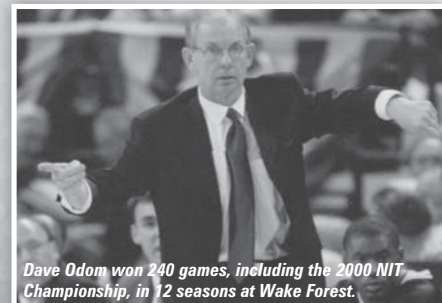 Dave Odom won 240 games, including the 2000 NIT
Championship, in 12 seasons at Wake Forest.